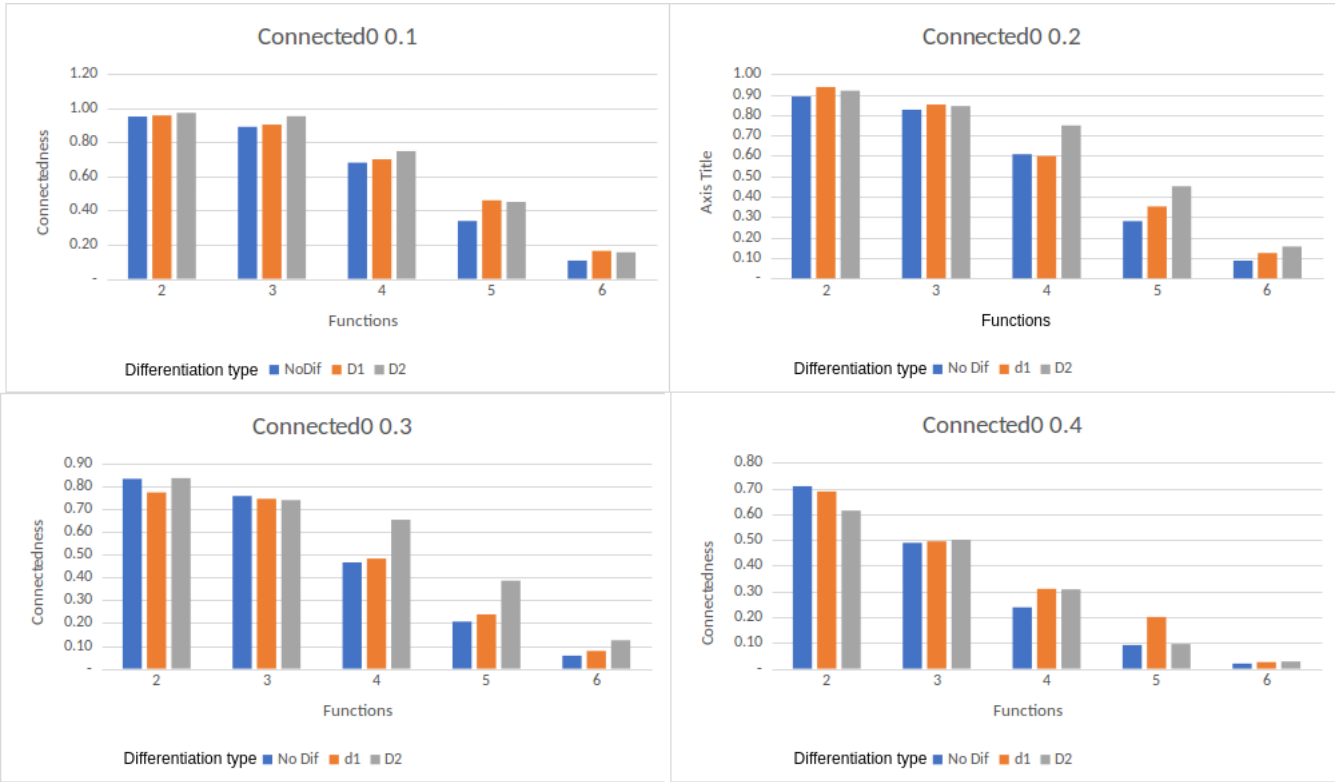 Connected0 0.1
1.20
1.00
0.80
0.60
0.40
0.20
-
Connectedness
2 3 4 5 6
Functions
Differentiation type NoDif D1 D2
Connected0 0.2
1.00
0.90
0.80
0.70
0.60
0.50
0.40
0.30
0.20
0.10
-
Axis Title
2 3 4 5 6
Functions
Differentiation type No Dif d1 D2
Connected0 0.3
0.90
0.80
0.70
0.60
0.50
0.40
0.30
0.20
0.10
-
Connectedness
2 3 4 5 6
Functions
Differentiation type No Dif d1 D2
Connected0 0.4
0.80
0.70
0.60
0.50
0.40
0.30
0.20
0.10
-
Connectedness
2 3 4 5 6
Functions
Differentiation type No Dif d1 D2